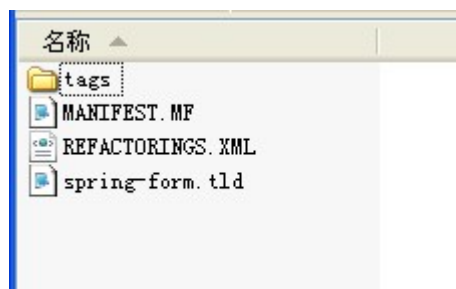 名称
tags
MANIFEST.MF
REFACTORINGS.XML
spring-form.tld